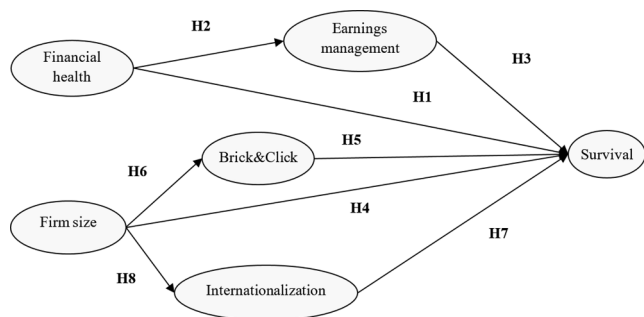 Earnings
management
H2
H3
Financial
health
H1
Brick&Click
H5
Survival
H6
H4
Firm size
H7
H8
Internationalization